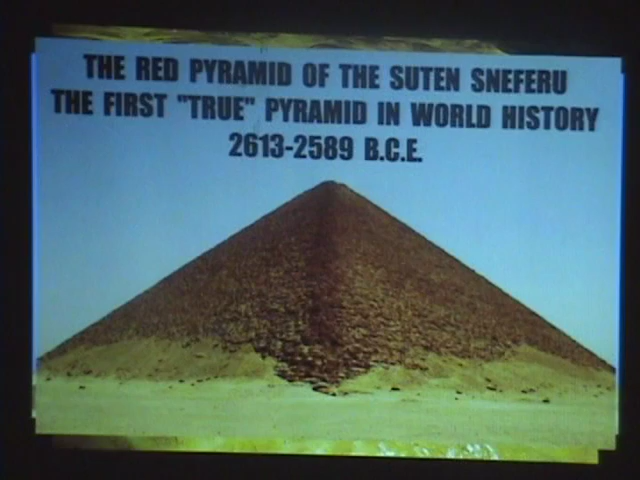 THE RED PYRAMID OF THE SUTEN SNEFERU
THE FIRST "TRUE" PYRAMID IN WORLD HISTORY
2613-2589 B.C.E.